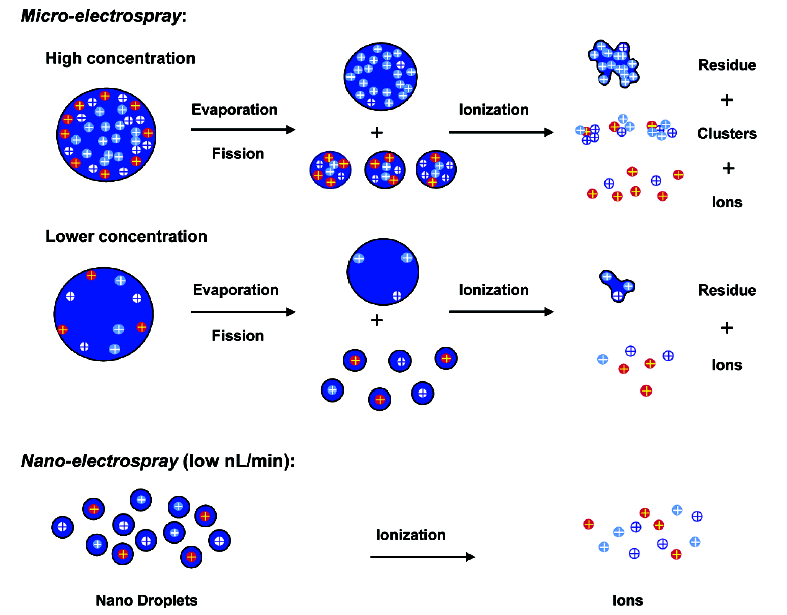 Micro-electrospray:
High concentration
Evaporation
Fission
+
Ionization
Residue
+
Clusters
+
Ions
Lower concentration
Evaporation
Fission
+
Ionization
Residue
+
Ions
Nano-electrospray (low nL/min):
Ionization
Nano Droplets
Ions